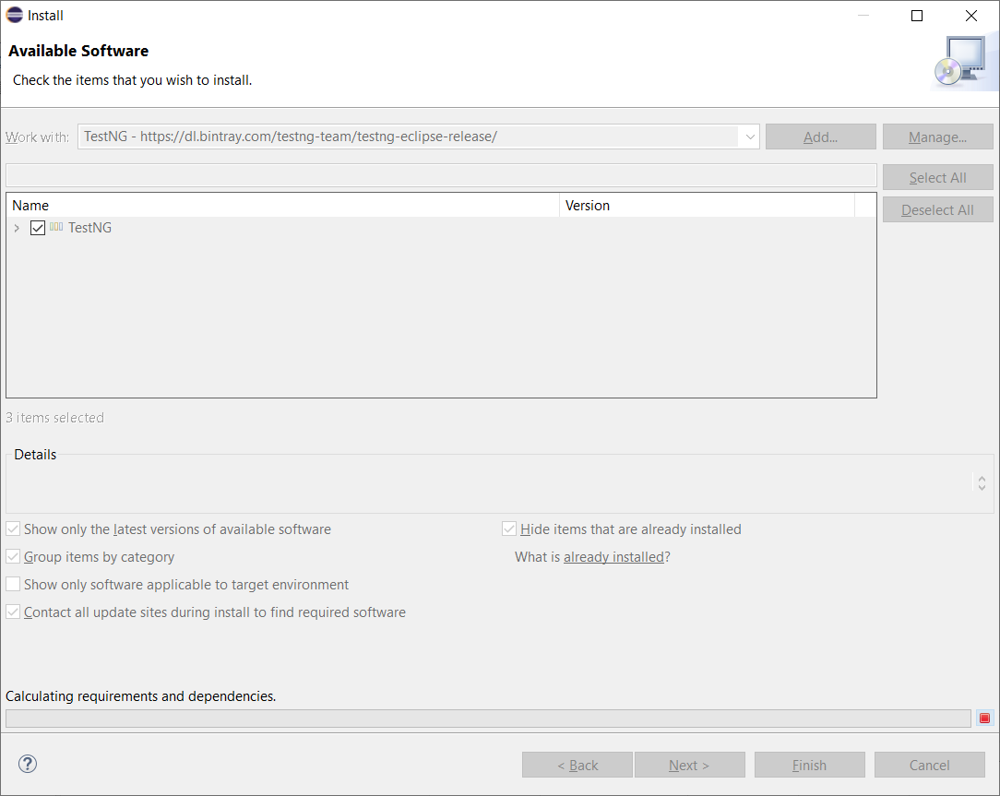 Install
Available Software
Check the items that you wish to install.
Work with: TestNG - https://dl.bintray.com/testng-team/testng-eclipse-release/ Add... Manage...
Select All
Name Version
Deselect All
TestNG
3 items selected
Details
Show only the latest versions of available software Hide items that are already installed
Group items by category What is already installed?
Show only software applicable to target environment
Contact all update sites during install to find required software
Calculating requirements and dependencies.
? < Back Next > Finish Cancel